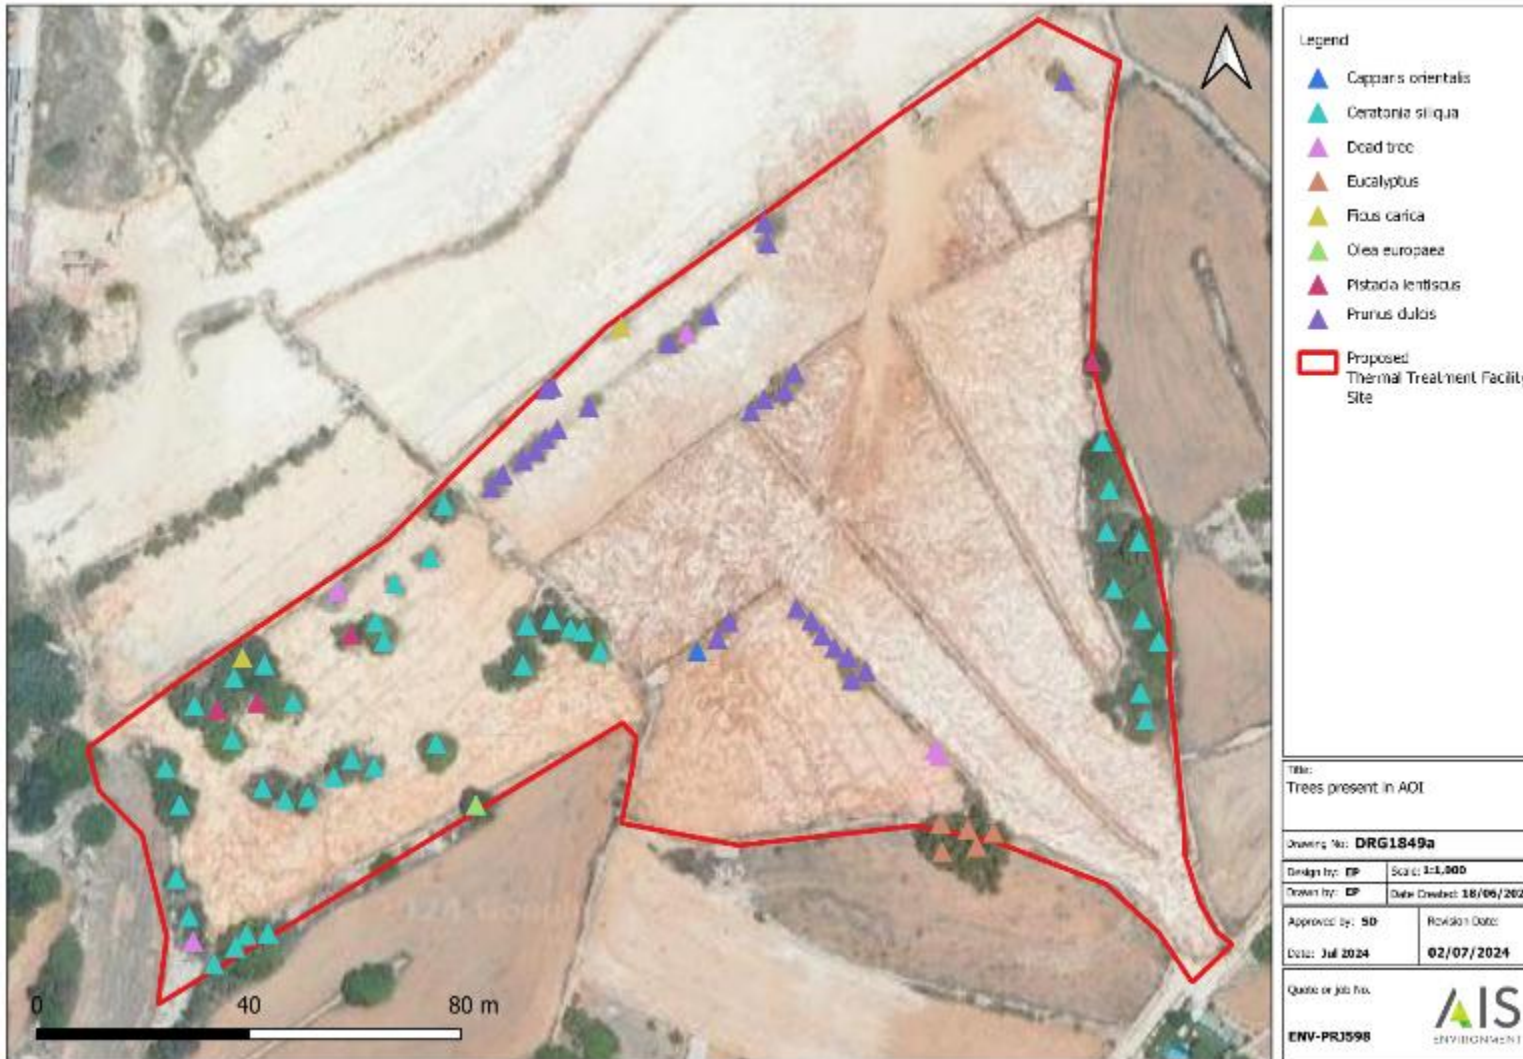 Legend
Capparis orientalis
Ceratonia siliqua
Dead tree
Eucalyptus
Ficus carica
Olea europaea
Pistacia lentiscus
Prunus dulcis
Proposed
Thermal Treatment Facilit
Site
Title:
Trees present in AOI
Drawing No: DRG1849a
Design by: EP
Scale: 1:1,000
Drawn by: EP
Date Created: 18/06/202
Approved by: SD
Revision Date:
Date: Jul 2024
02/07/2024
Quote or job No.
ENV-PRJ598
AIS
ENVIRONMENT
0 40 80 m